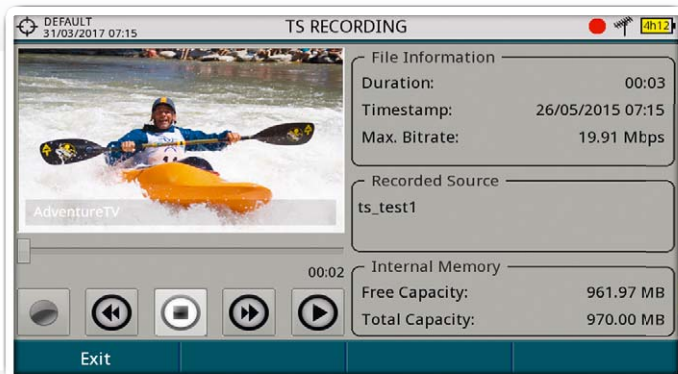 DEFAULT
31/03/2017 07:15
TS RECORDING
4h12
AdventureTV
00:02
File Information
Duration: 00:03
Timestamp: 26/05/2015 07:15
Max. Bitrate: 19.91 Mbps
Recorded Source
ts_test1
Internal Memory
Free Capacity: 961.97 MB
Total Capacity: 970.00 MB
Exit